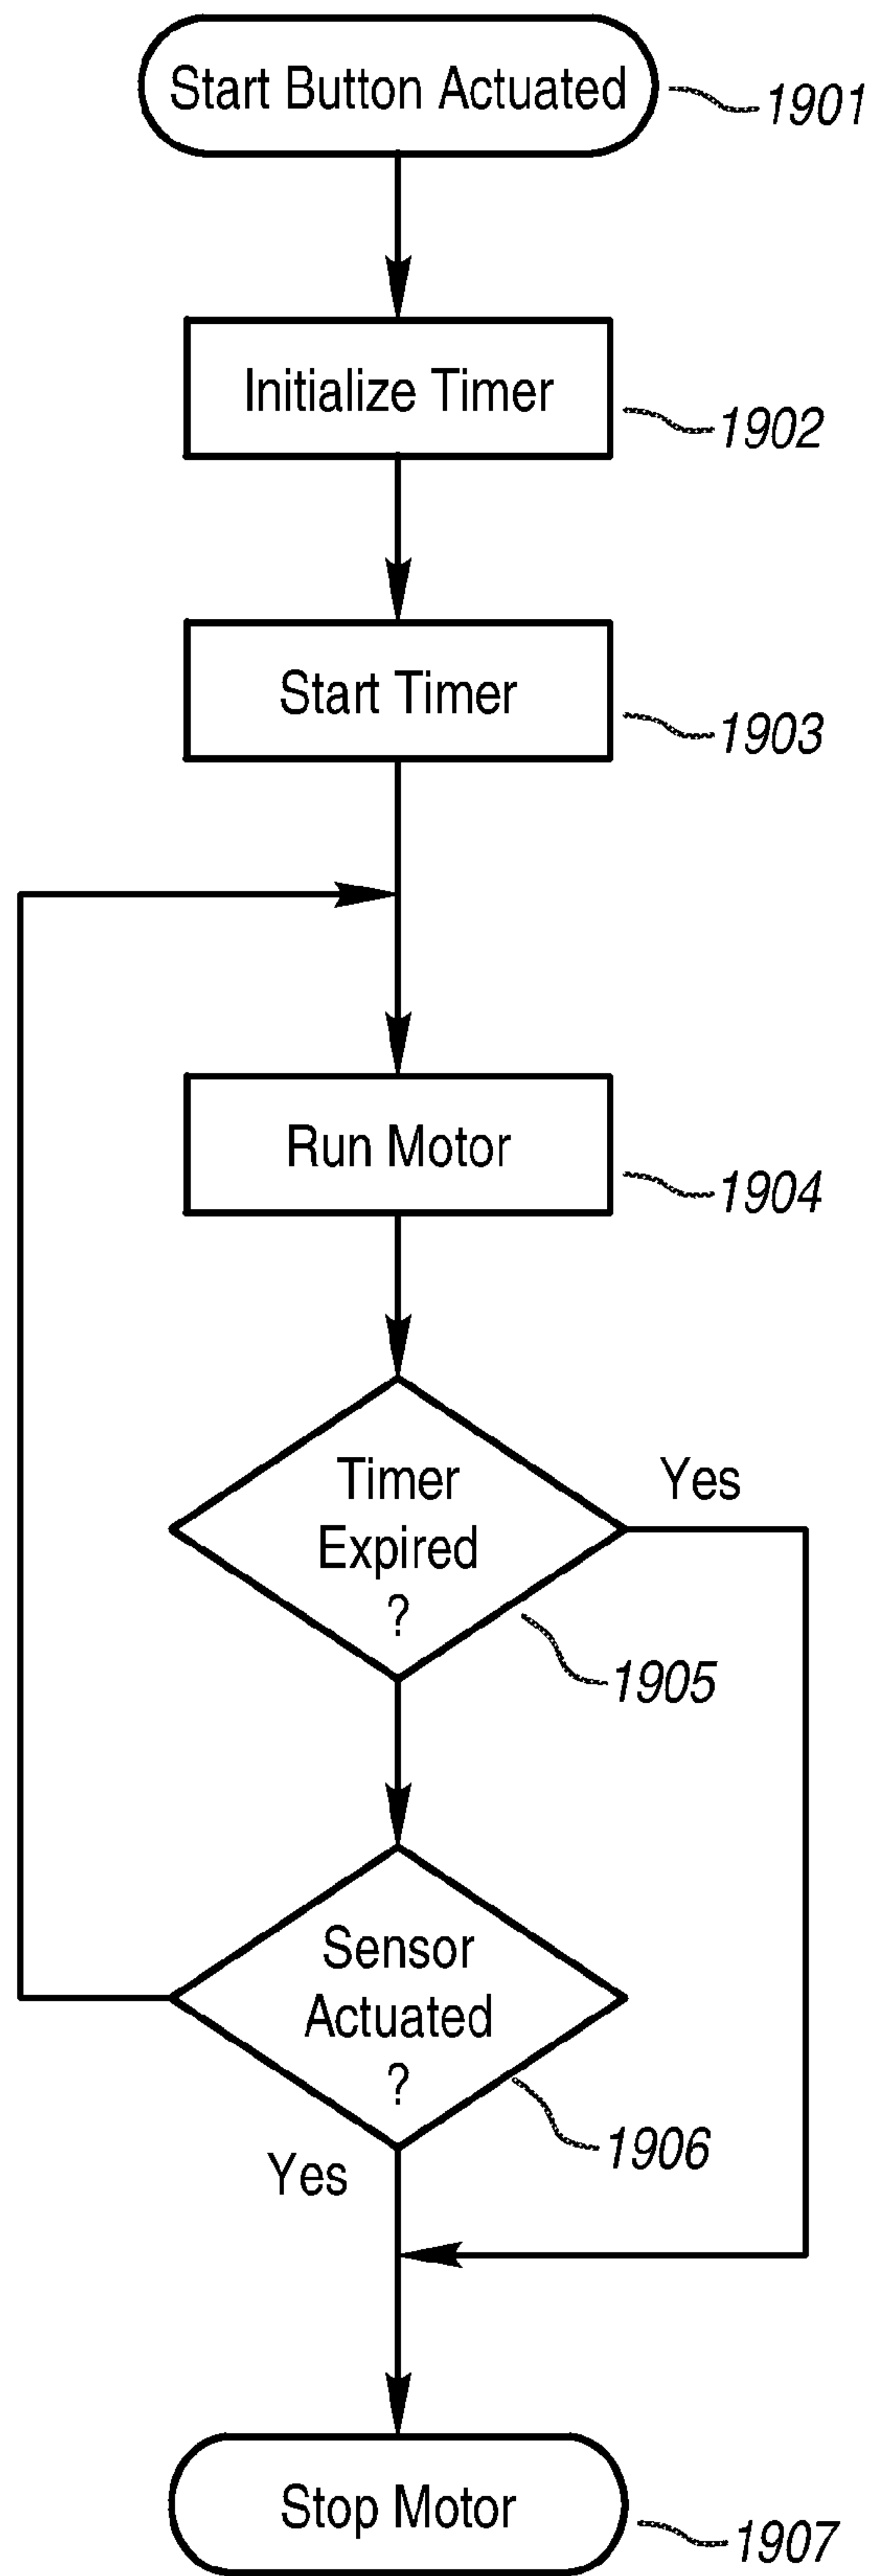 Start Button Actuated
1901
Initialize Timer
1902
Start Timer
1903
Run Motor
1904
Timer
Expired
?
Yes
1905
Sensor
Actuated
?
1906
Yes
Stop Motor
1907